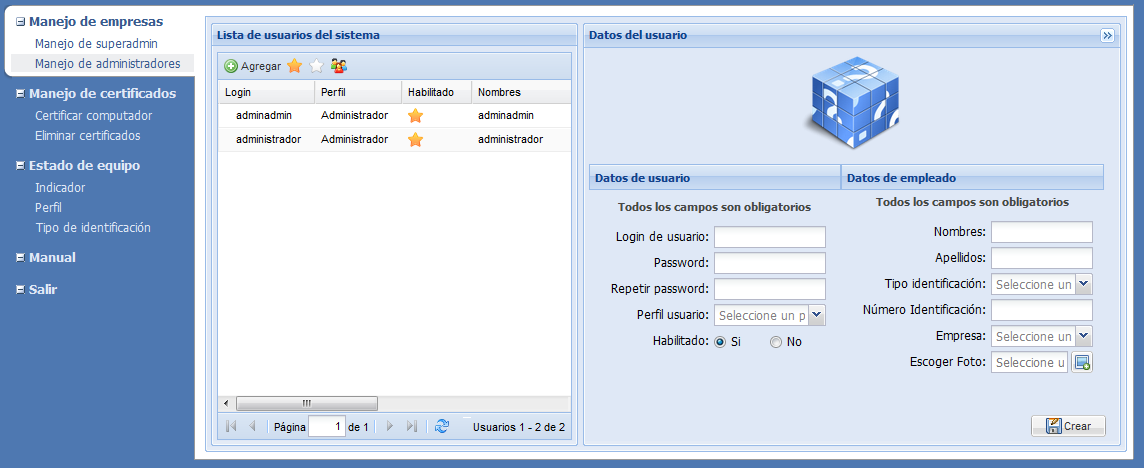 Manejo de empresas
Manejo de superadmin
Manejo de administradores
Manejo de certificados
Certificar computador
Eliminar certificados
Estado de equipo
Indicador
Perfil
Tipo de identificación
Manual
Salir
Lista de usuarios del sistema
Agregar
Login Perfil Habilitado Nombres
adminadmin Administrador adminadmin
administrador Administrador administrador
Página 1 de 1 Usuarios 1 - 2 de 2
Datos del usuario
Datos de usuario
Todos los campos son obligatorios
Login de usuario:
Password:
Repetir password:
Perfil usuario: Seleccione un p
Habilitado: Si No
Datos de empleado
Todos los campos son obligatorios
Nombres:
Apellidos:
Tipo identificación: Seleccione un
Número Identificación:
Empresa: Seleccione un
Escoger Foto: Seleccione u
Crear